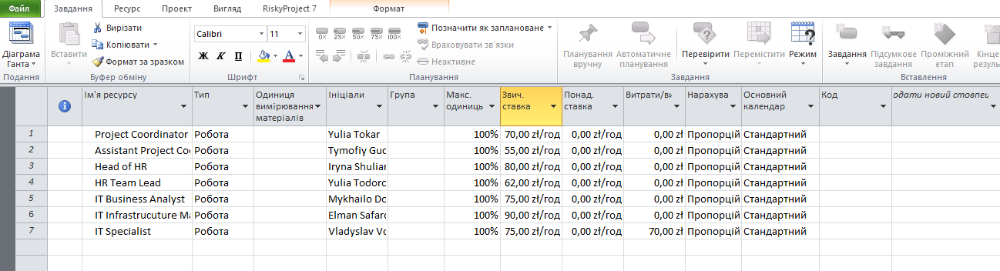 Файл Завдання Ресурс Проект Вигляд RiskyProject 7 Формат
Діаграма Ганта
Подання
Вставити
Вирізати
Копіювати
Формат за зразком
Буфер обміну
Calibri 11
Ж К П A
Шрифт
0% 25% 50% 75% 100%
Позначити як заплановане
Враховувати зв'язки
Неактивне
Планування
Планування вручну
Автоматичне планування
Перевірити
Перемістити
Режим
Завдання
Завдання
Підсумкове завдання
Проміжний етап
Кінце
резуль
Вставлення
Ім'я ресурсу Тип Одиниця вимірювання матеріалів Ініціали Група Макс. одиниць Звич. ставка Понад. ставка Витрати/ви Нарахува Основний календар Код одати новий стовпец
1 Project Coordinator Робота Yulia Tokar 100% 70,00 zł/год 0,00 zł/год 0,00 zł Пропорцій Стандартний
2 Assistant Project Co Робота Tymofiy Gud 100% 55,00 zł/год 0,00 zł/год 0,00 zł Пропорцій Стандартний
3 Head of HR Робота Iryna Shulian 100% 80,00 zł/год 0,00 zł/год 0,00 zł Пропорцій Стандартний
4 HR Team Lead Робота Yulia Todoro 100% 62,00 zł/год 0,00 zł/год 0,00 zł Пропорцій Стандартний
5 IT Business Analyst Робота Mykhailo Do 100% 75,00 zł/год 0,00 zł/год 0,00 zł Пропорцій Стандартний
6 IT Infrastrucuture Ma Робота Elman Safaro 100% 90,00 zł/год 0,00 zł/год 0,00 zł Пропорцій Стандартний
7 IT Specialist Робота Vladyslav Vo 100% 75,00 zł/год 0,00 zł/год 70,00 zł Пропорцій Стандартний